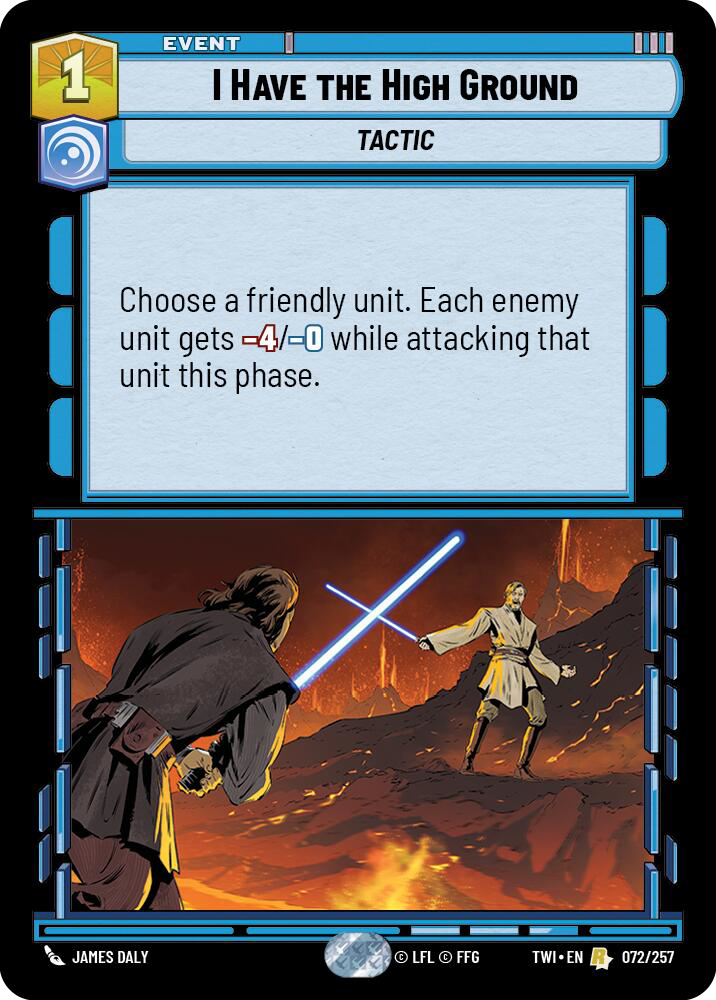 EVENT
1
I HAVE THE HIGH GROUND
TACTIC
Choose a friendly unit. Each enemy
unit gets -4/-0 while attacking that
unit this phase.
JAMES DALY
© LFL © FFG
TWI • EN R 072/257